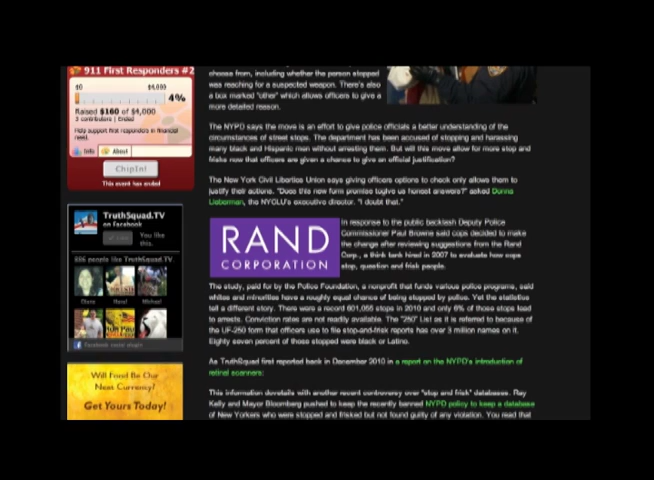 911 First Responders #2
$0 $4,000
4%
Raised $160 of $4,000
3 contributors | Ended
Help support first responders in financial
need.
Info About
ChipIn!
This event has ended
TruthSquad.TV
on Facebook
You like
this.
686 people like TruthSquad.TV
Michael
Facebook social plugin
Will Food Be Our
Next Currency?
Get Yours Today!
choose from, including whether the person stopped
was reaching for a suspected weapon. There's also
a box marked "other" which allows officers to give a
more detailed reason.
The NYPD says the move is an effort to give police officials a better understanding of the
circumstances of street stops. The department has been accused of stopping and harassing
many black and Hispanic men without arresting them. But will this move allow for more stop and
frisks now that officers are given a chance to give an official justification?
The New York Civil Liberties Union says giving officers options to check only allows them to
justify their actions. "Does this new form promise to give us honest answers?" asked Donna
Lieberman, the NYCLU's executive director. "I doubt that."
RAND
CORPORATION
In response to the public backlash Deputy Police
Commissioner Paul Browne said cops decided to make
the change after reviewing suggestions from the Rand
Corp., a think tank hired in 2007 to evaluate how cops
stop, question and frisk people.
The study, paid for by the Police Foundation, a nonprofit that funds various police programs, said
whites and minorities have a roughly equal chance of being stopped by police. Yet the statistics
tell a different story. There were a record 601,055 stops in 2010 and only 6% of those stops lead
to arrests. Conviction rates are not readily available. The "250" List as it is referred to because of
the UF-250 form that officers use to file stop-and-frisk reports has over 3 million names on it.
Eighty seven percent of those stopped were black or Latino.
As TruthSquad first reported back in December 2010 in a report on the NYPD's introduction of
retinal scanners:
This information dovetails with another recent controversy over "stop and frisk" databases. Ray
Kelly and Mayor Bloomberg pushed to keep the recently banned NYPD policy to keep a database
of New Yorkers who were stopped and frisked but not found guilty of any violation. You read that